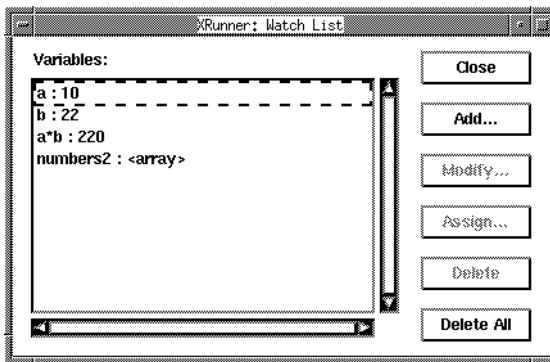 XRunner: Watch List
Variables:
a : 10
b : 22
a*b : 220
numbers2 : <array>
Close
Add...
Modify...
Assign...
Delete
Delete All